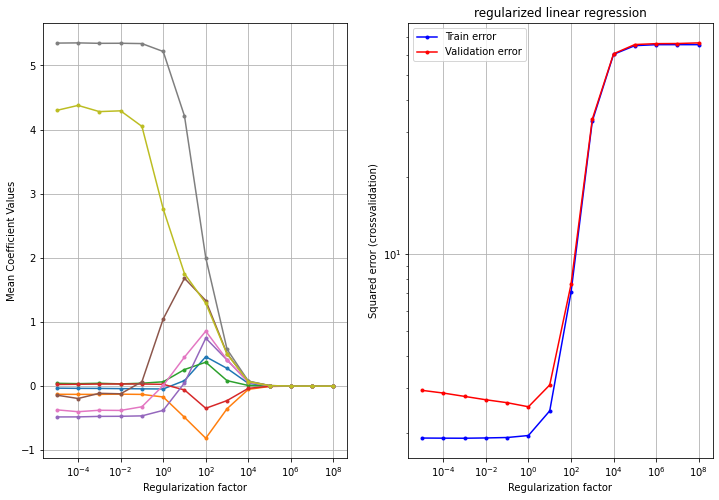 regularized linear regression
Train error
Validation error
Mean Coefficient Values
5
4
3
2
1
0
−1
10⁻⁴ 10⁻² 10⁰ 10² 10⁴ 10⁶ 10⁸
Regularization factor
Squared error (crossvalidation)
10¹
10⁻⁴ 10⁻² 10⁰ 10² 10⁴ 10⁶ 10⁸
Regularization factor